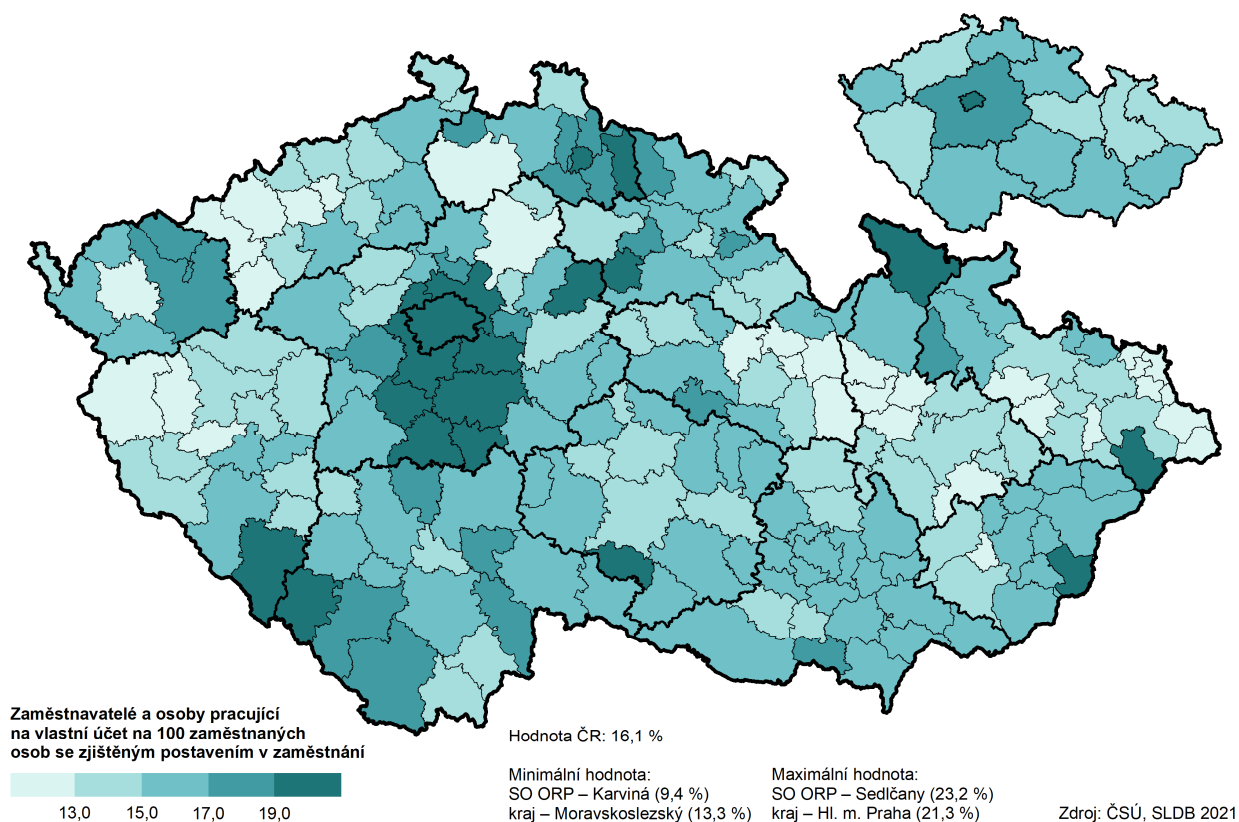 Zaměstnavatelé a osoby pracující
na vlastní účet na 100 zaměstnaných
osob se zjištěným postavením v zaměstnání
13,0 15,0 17,0 19,0
Hodnota ČR: 16,1 %
Minimální hodnota:
SO ORP – Karviná (9,4 %)
kraj – Moravskoslezský (13,3 %)
Maximální hodnota:
SO ORP – Sedlčany (23,2 %)
kraj – Hl. m. Praha (21,3 %)
Zdroj: ČSÚ, SLDB 2021